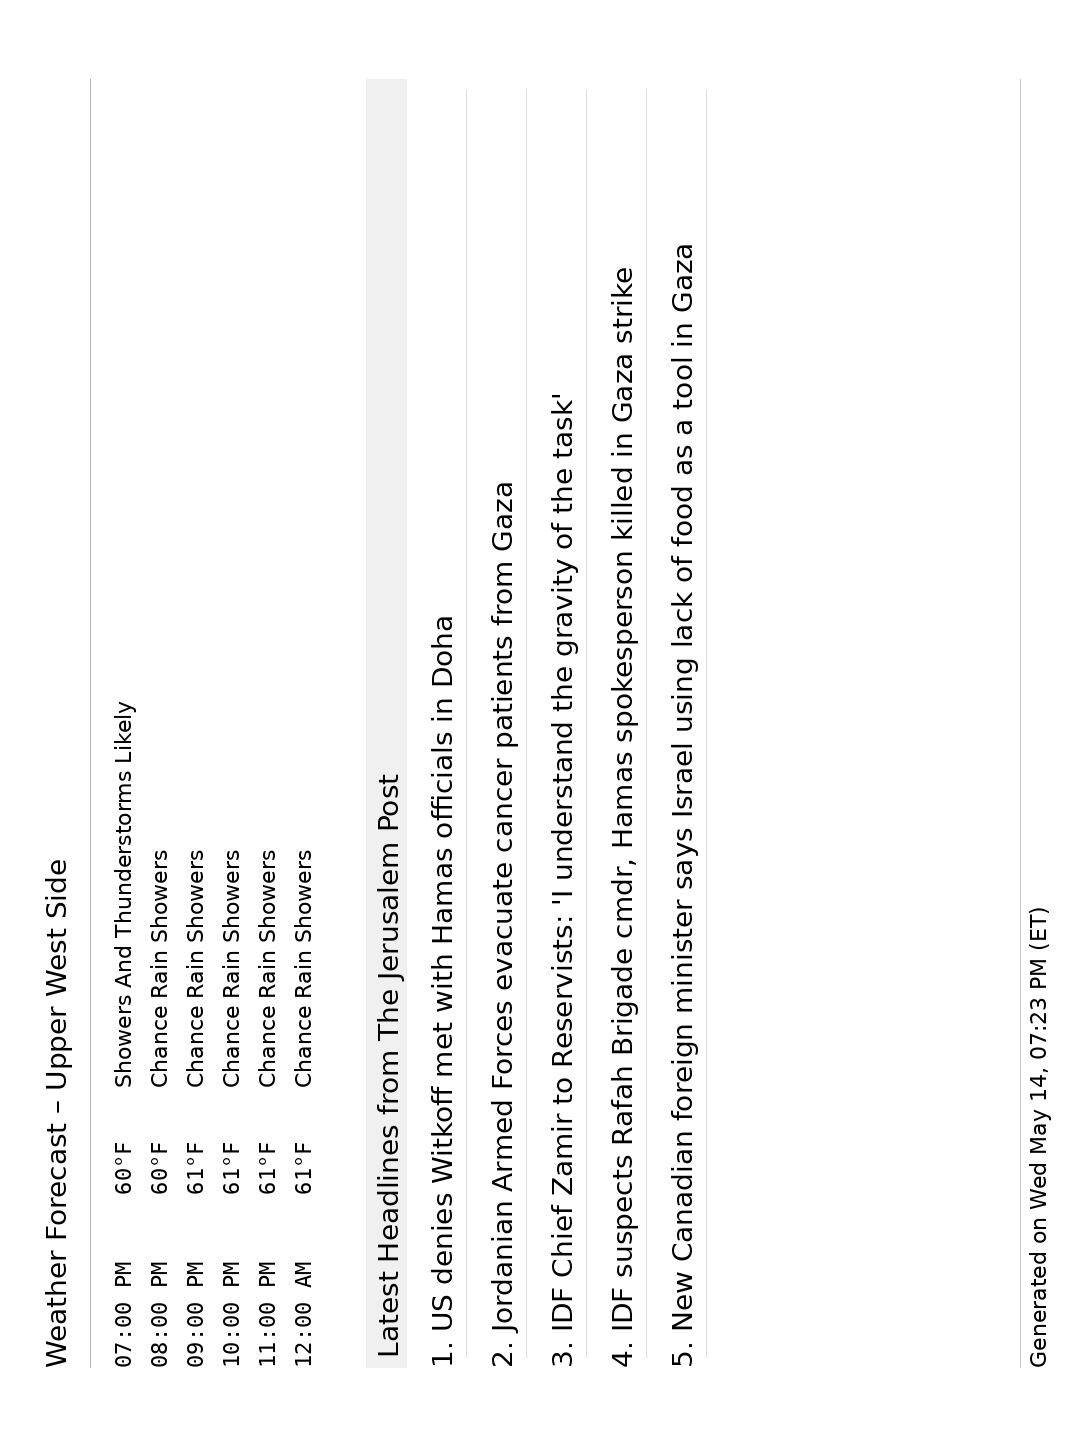 Weather Forecast – Upper West Side
07:00 PM 60°F Showers And Thunderstorms Likely
08:00 PM 60°F Chance Rain Showers
09:00 PM 61°F Chance Rain Showers
10:00 PM 61°F Chance Rain Showers
11:00 PM 61°F Chance Rain Showers
12:00 AM 61°F Chance Rain Showers
Latest Headlines from The Jerusalem Post
1. US denies Witkoff met with Hamas officials in Doha
2. Jordanian Armed Forces evacuate cancer patients from Gaza
3. IDF Chief Zamir to Reservists: 'I understand the gravity of the task'
4. IDF suspects Rafah Brigade cmdr, Hamas spokesperson killed in Gaza strike
5. New Canadian foreign minister says Israel using lack of food as a tool in Gaza
Generated on Wed May 14, 07:23 PM (ET)